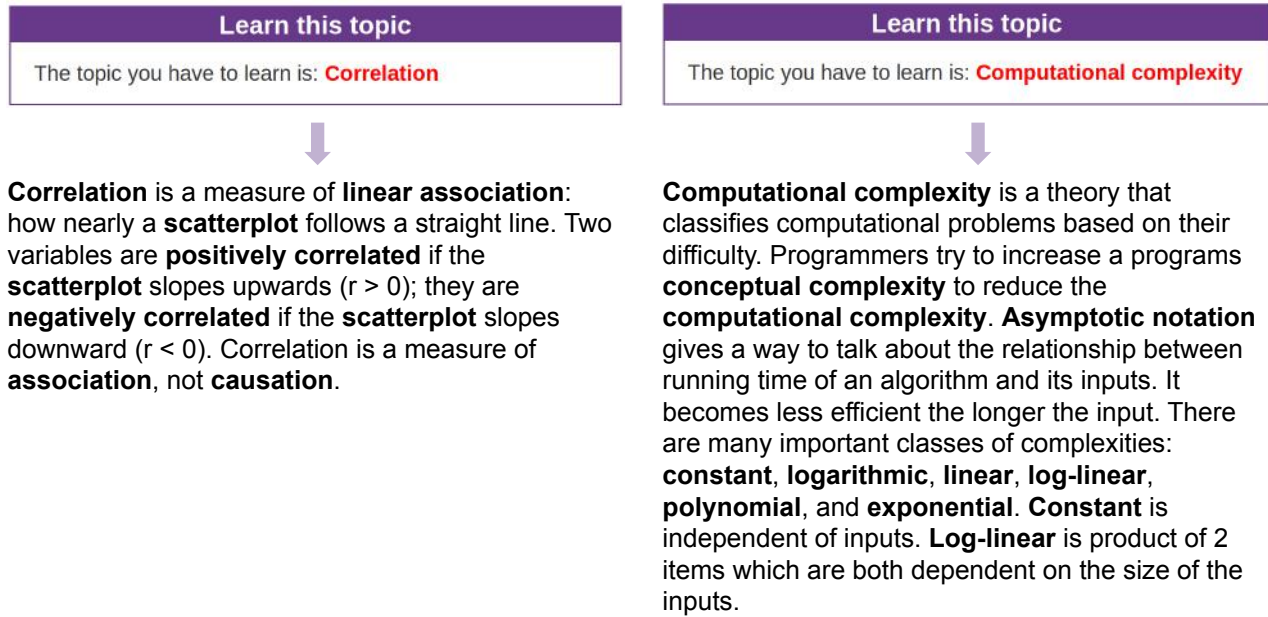 Learn this topic
The topic you have to learn is: Correlation
Correlation is a measure of linear association:
how nearly a scatterplot follows a straight line. Two
variables are positively correlated if the
scatterplot slopes upwards (r > 0); they are
negatively correlated if the scatterplot slopes
downward (r < 0). Correlation is a measure of
association, not causation.
Learn this topic
The topic you have to learn is: Computational complexity
Computational complexity is a theory that
classifies computational problems based on their
difficulty. Programmers try to increase a programs
conceptual complexity to reduce the
computational complexity. Asymptotic notation
gives a way to talk about the relationship between
running time of an algorithm and its inputs. It
becomes less efficient the longer the input. There
are many important classes of complexities:
constant, logarithmic, linear, log-linear,
polynomial, and exponential. Constant is
independent of inputs. Log-linear is product of 2
items which are both dependent on the size of the
inputs.